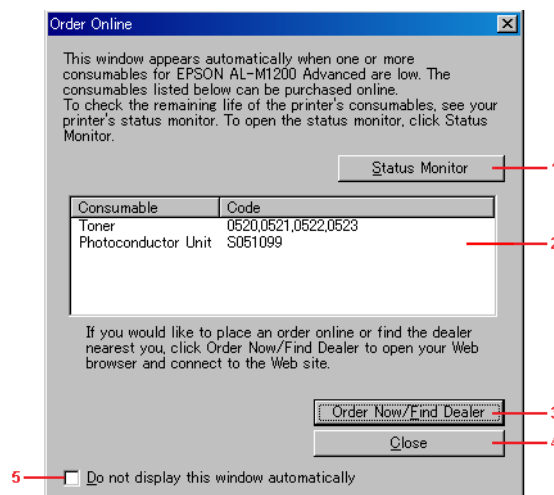 Order Online
This window appears automatically when one or more
consumables for EPSON AL-M1200 Advanced are low. The
consumables listed below can be purchased online.
To check the remaining life of the printer's consumables, see your
printer's status monitor. To open the status monitor, click Status
Monitor.
Status Monitor 1
Consumable Code
Toner 0520,0521,0522,0523
Photoconductor Unit S051099 2
If you would like to place an order online or find the dealer
nearest you, click Order Now/Find Dealer to open your Web
browser and connect to the Web site.
Order Now/Find Dealer 3
Close 4
5 Do not display this window automatically